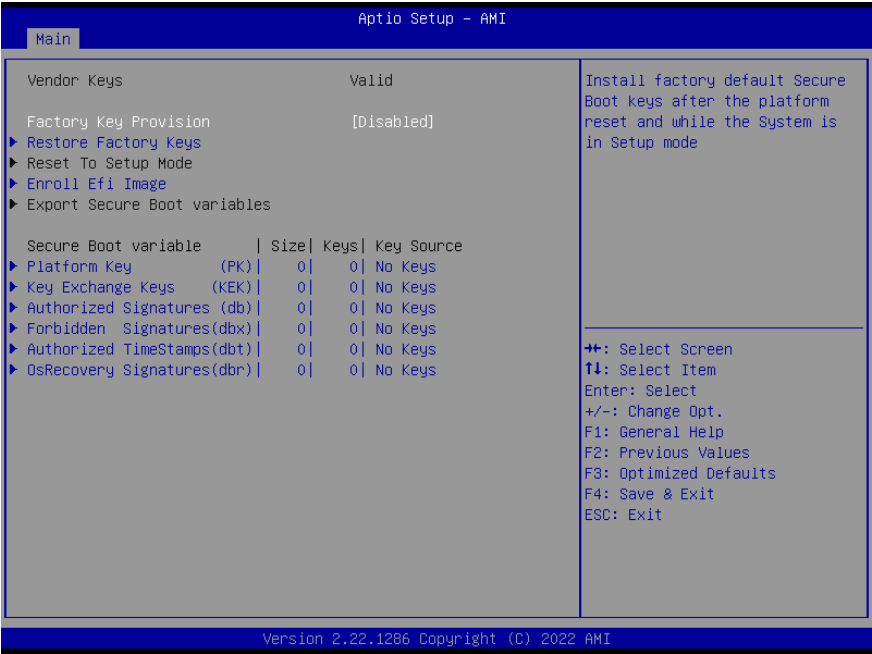 Aptio Setup – AMI
Main
Vendor Keys Valid
Factory Key Provision [Disabled]
Restore Factory Keys
Reset To Setup Mode
Enroll Efi Image
Export Secure Boot variables
Secure Boot variable | Size| Keys| Key Source
Platform Key (PK)| 0| 0| No Keys
Key Exchange Keys (KEK)| 0| 0| No Keys
Authorized Signatures (db)| 0| 0| No Keys
Forbidden Signatures(dbx)| 0| 0| No Keys
Authorized TimeStamps(dbt)| 0| 0| No Keys
OsRecovery Signatures(dbr)| 0| 0| No Keys
Install factory default Secure
Boot keys after the platform
reset and while the System is
in Setup mode
→←: Select Screen
↑↓: Select Item
Enter: Select
+/-: Change Opt.
F1: General Help
F2: Previous Values
F3: Optimized Defaults
F4: Save & Exit
ESC: Exit
Version 2.22.1286 Copyright (C) 2022 AMI